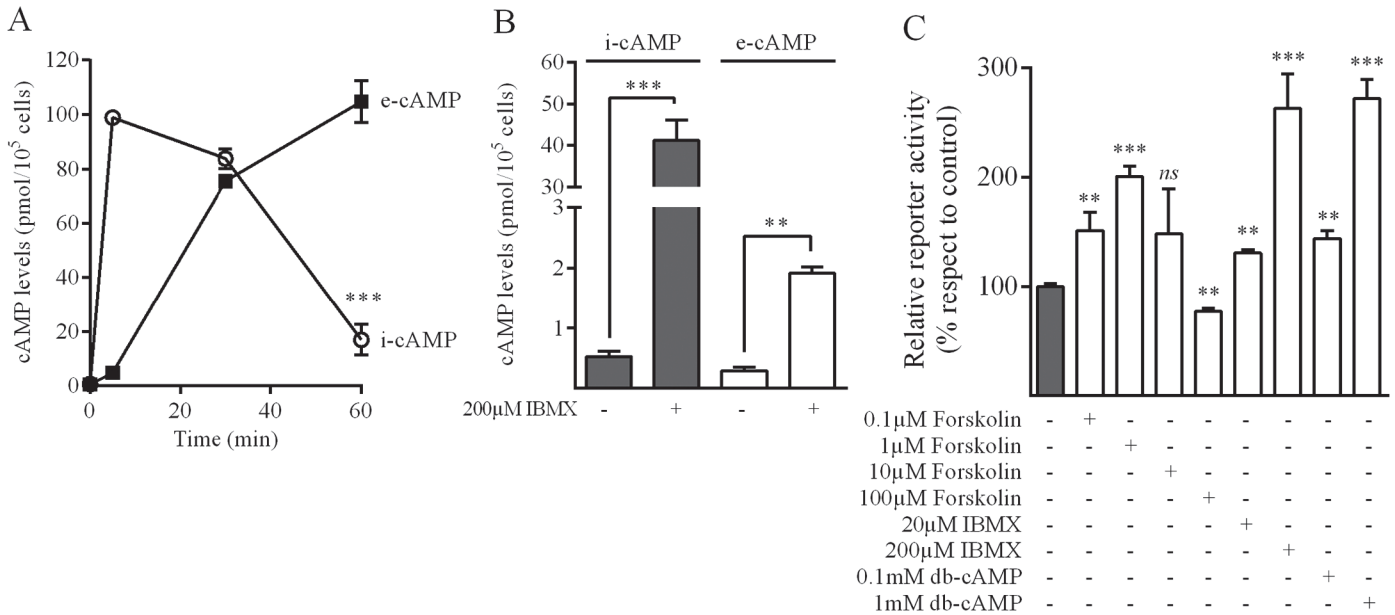 A
cAMP levels (pmol/10⁵ cells)
120
100
80
60
40
20
0
0 20 40 60
Time (min)
e-cAMP
***
i-cAMP
B
i-cAMP e-cAMP
cAMP levels (pmol/10⁵ cells)
60
50
40
30
3
2
1
***
**
200µM IBMX - + - +
C
Relative reporter activity
(% respect to control)
300
200
100
** *** ns ** ** *** ** ***
0.1µM Forskolin - + - - - - - - -
1µM Forskolin - - + - - - - - -
10µM Forskolin - - - + - - - - -
100µM Forskolin - - - - + - - - -
20µM IBMX - - - - - + - - -
200µM IBMX - - - - - - + - -
0.1mM db-cAMP - - - - - - - + -
1mM db-cAMP - - - - - - - - +